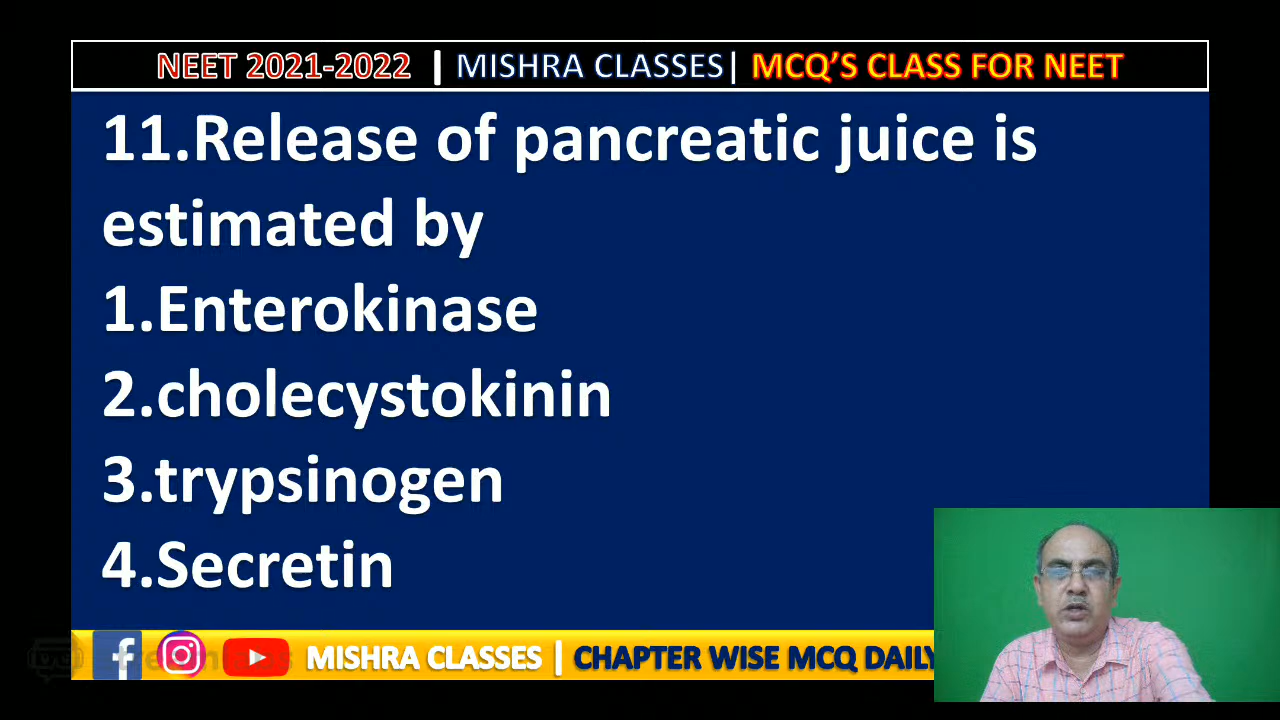 NEET 2021-2022 | MISHRA CLASSES| MCQ’S CLASS FOR NEET
11.Release of pancreatic juice is
estimated by
1.Enterokinase
2.cholecystokinin
3.trypsinogen
4.Secretin
MISHRA CLASSES | CHAPTER WISE MCQ DAILY